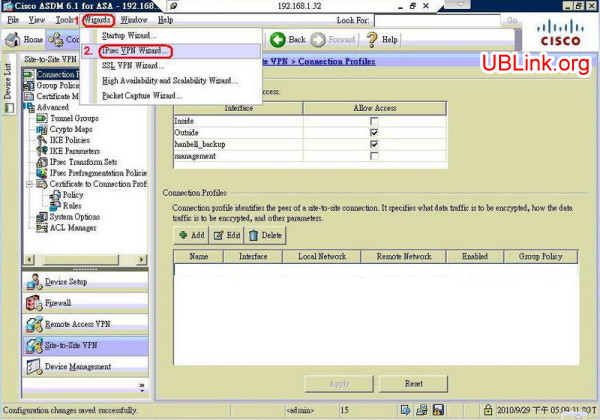 Cisco ASDM 6.1 for ASA - 192.168.
192.168.1.32
File View Tools Wizards Window Help
1
Look For:
Go
Home
Back
Forward
Help
CISCO
UBLink.org
Startup Wizard...
2. IPsec VPN Wizard...
SSL VPN Wizard...
High Availability and Scalability Wizard...
Packet Capture Wizard...
Device List
Site-to-Site VPN
Connection
Group Policies
Certificate M
Advanced
Tunnel Groups
Crypto Maps
IKE Policies
IKE Parameters
IPsec Transform Sets
IPsec Prefragmentation Policie
Certificate to Connection Prof
Policy
Rules
System Options
ACL Manager
Device Setup
Firewall
Remote Access VPN
Site-to-Site VPN
Device Management
VPN > Connection Profiles
Interface Allow Access
Inside
Outside
hanbell_backup
management
Connection Profiles
Connection profile identifies the peer of a site-to-site connection. It specifies what data traffic is to be encrypted, how the data
traffic is to be encrypted, and other parameters.
Add Edit Delete
Name Interface Local Network Remote Network Enabled Group Policy
Apply Reset
Configuration changes saved successfully.
<admin> 15
2010/9/29 下午 05:09:31 SGT